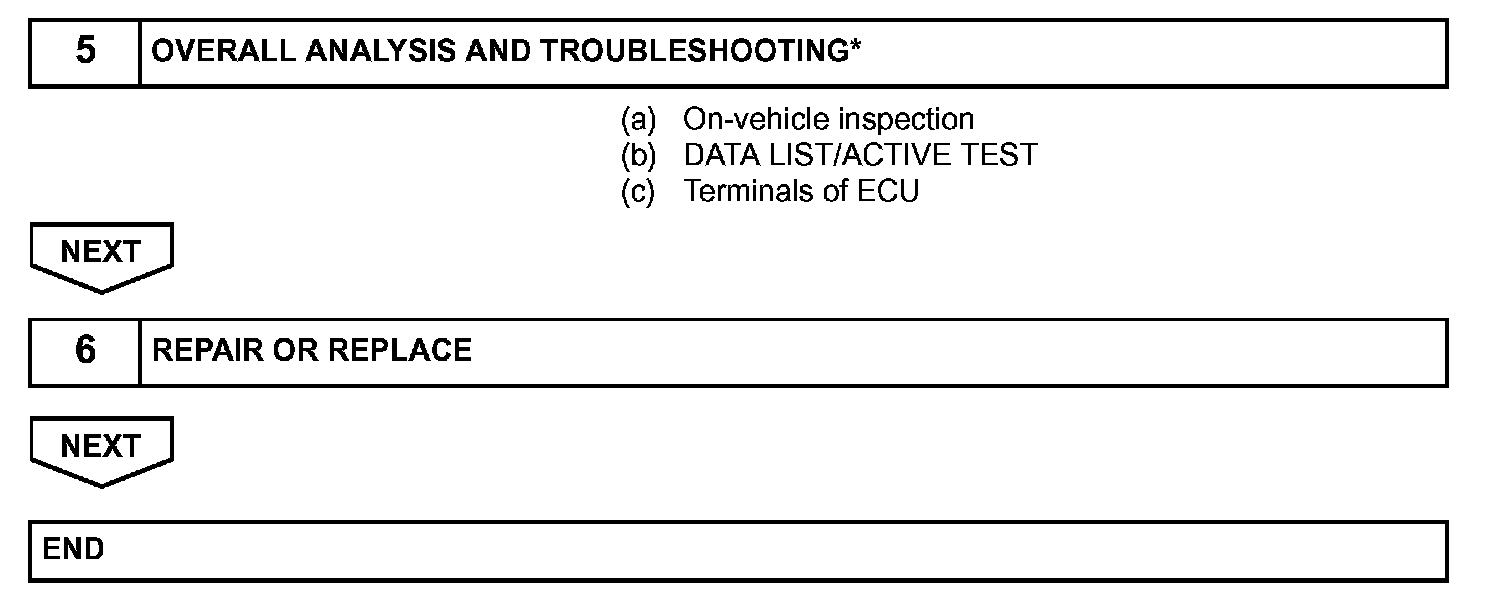 5 OVERALL ANALYSIS AND TROUBLESHOOTING*
(a) On-vehicle inspection
(b) DATA LIST/ACTIVE TEST
(c) Terminals of ECU
NEXT
6 REPAIR OR REPLACE
NEXT
END